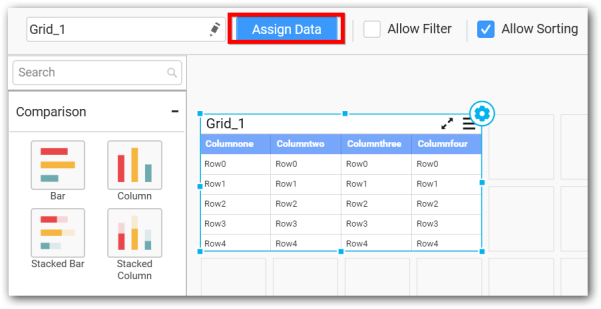 Grid_1 Assign Data Allow Filter Allow Sorting
Search
Comparison
Bar Column
Stacked Bar Stacked Column
Grid_1
Columnone Columntwo Columnthree Columnfour
Row0 Row0 Row0 Row0
Row1 Row1 Row1 Row1
Row2 Row2 Row2 Row2
Row3 Row3 Row3 Row3
Row4 Row4 Row4 Row4